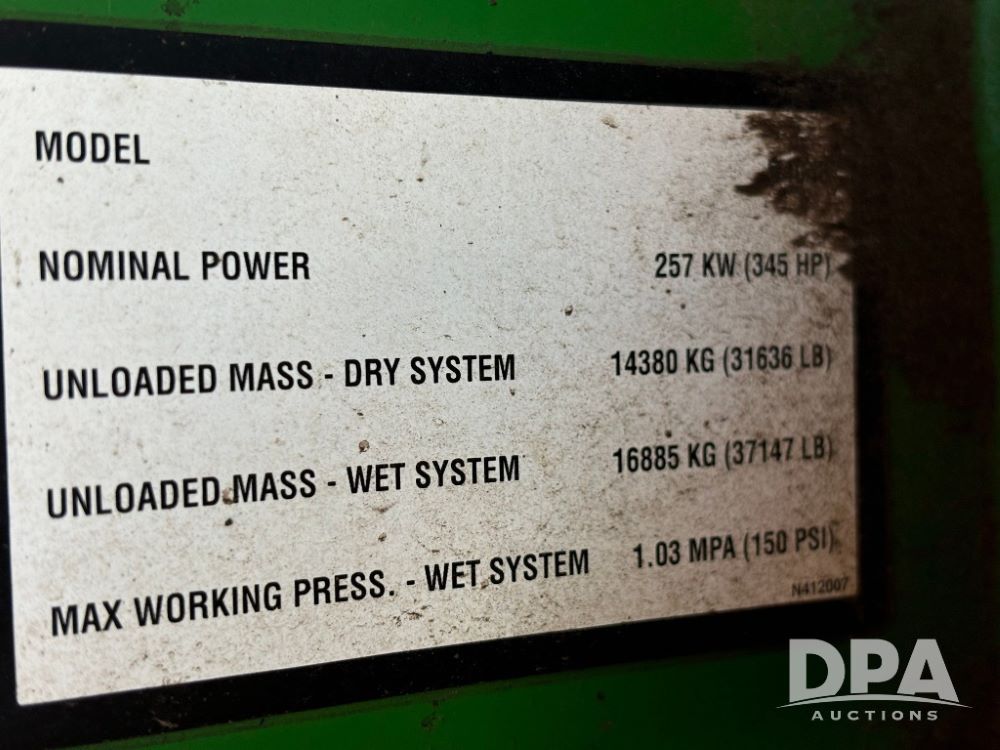 MODEL
NOMINAL POWER 257 KW (345 HP)
UNLOADED MASS - DRY SYSTEM 14380 KG (31636 LB)
UNLOADED MASS - WET SYSTEM 16885 KG (37147 LB)
MAX WORKING PRESS. - WET SYSTEM 1.03 MPA (150 PSI)
N412007
DPA
AUCTIONS